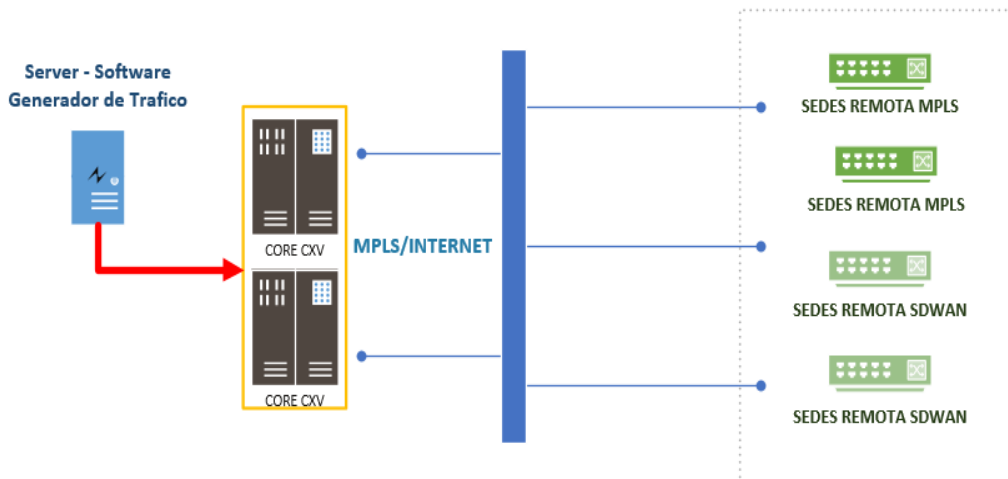 Server - Software
Generador de Trafico
CORE CXV
CORE CXV
MPLS/INTERNET
SEDES REMOTA MPLS
SEDES REMOTA MPLS
SEDES REMOTA SDWAN
SEDES REMOTA SDWAN